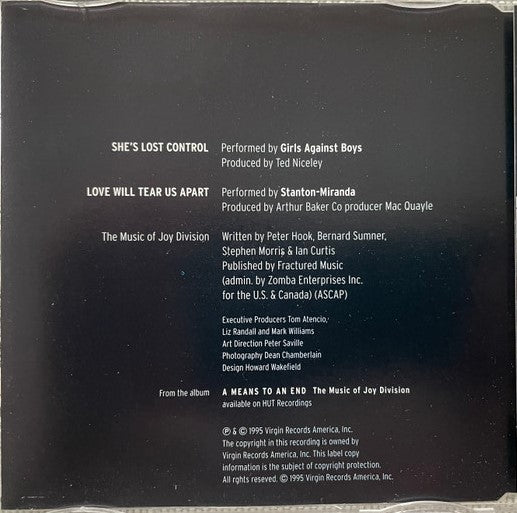 SHE'S LOST CONTROL Performed by Girls Against Boys
Produced by Ted Niceley
LOVE WILL TEAR US APART Performed by Stanton-Miranda
Produced by Arthur Baker Co producer Mac Quayle
The Music of Joy Division Written by Peter Hook, Bernard Sumner,
Stephen Morris & Ian Curtis
Published by Fractured Music
(admin. by Zomba Enterprises Inc.
for the U.S. & Canada) (ASCAP)
Executive Producers Tom Atencio,
Liz Randall and Mark Williams
Art Direction Peter Saville
Photography Dean Chamberlain
Design Howard Wakefield
From the album A MEANS TO AN END The Music of Joy Division
available on HUT Recordings
℗ & © 1995 Virgin Records America, Inc.
The copyright in this recording is owned by
Virgin Records America, Inc. This label copy
information is the subject of copyright protection.
All rghts reserved. © 1995 Virgin Records America, Inc.